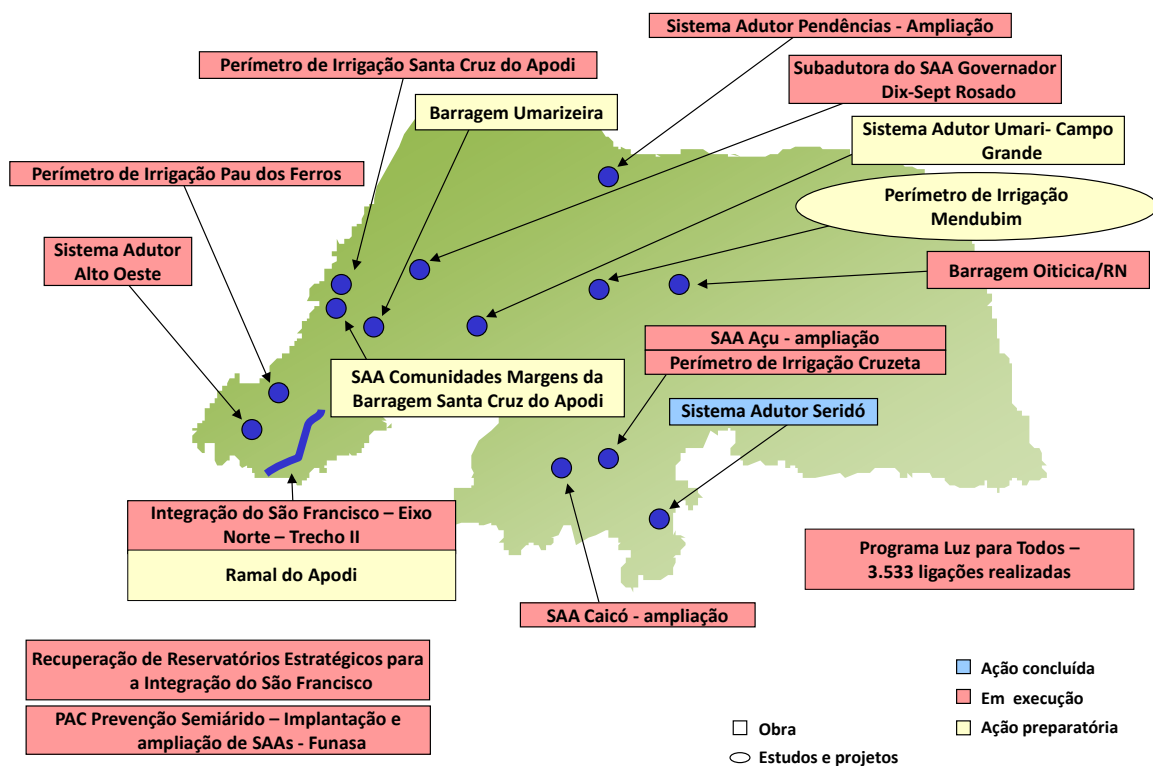 Sistema Adutor Pendências - Ampliação
Perímetro de Irrigação Santa Cruz do Apodi
Subadutora do SAA Governador
Dix-Sept Rosado
Barragem Umarizeira
Sistema Adutor Umari- Campo
Grande
Perímetro de Irrigação Pau dos Ferros
Perímetro de Irrigação
Mendubim
Sistema Adutor
Alto Oeste
Barragem Oiticica/RN
SAA Açu - ampliação
Perímetro de Irrigação Cruzeta
SAA Comunidades Margens da
Barragem Santa Cruz do Apodi
Sistema Adutor Seridó
Integração do São Francisco – Eixo
Norte – Trecho II
Ramal do Apodi
Programa Luz para Todos –
3.533 ligações realizadas
SAA Caicó - ampliação
Recuperação de Reservatórios Estratégicos para
a Integração do São Francisco
PAC Prevenção Semiárido – Implantação e
ampliação de SAAs - Funasa
Ação concluída
Em execução
Ação preparatória
Obra
Estudos e projetos